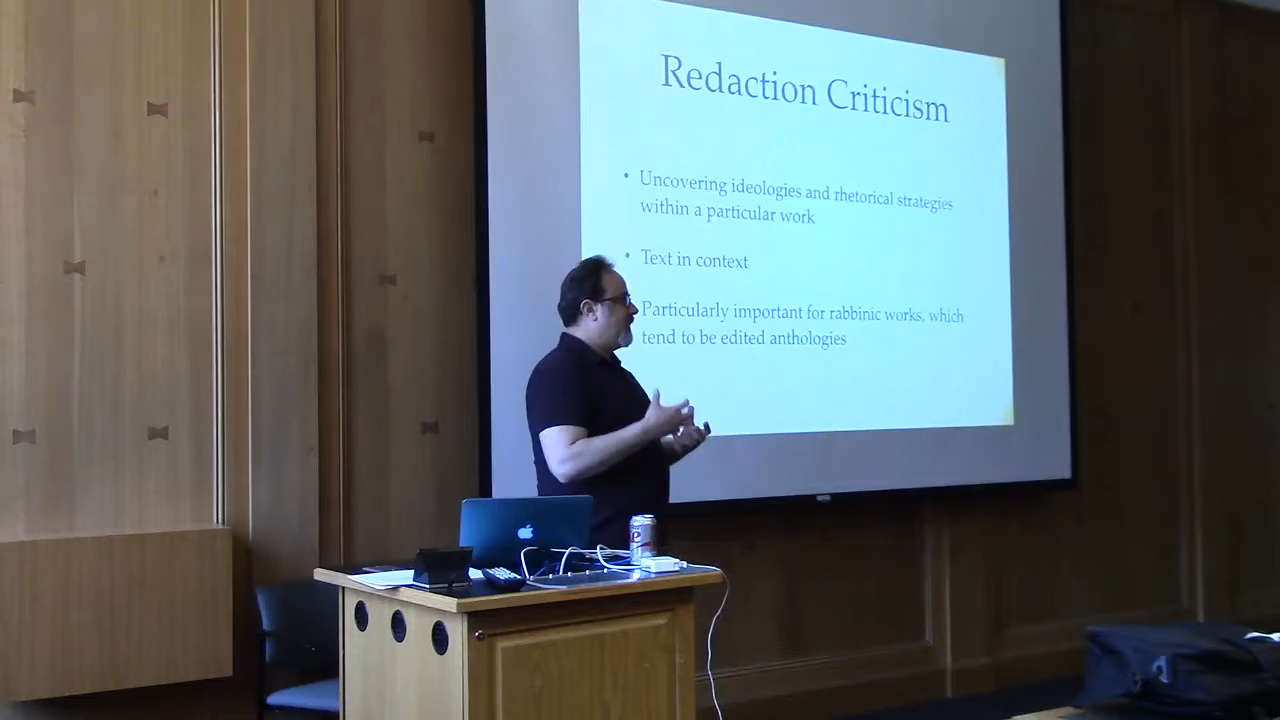 Redaction Criticism
• Uncovering ideologies and rhetorical strategies
within a particular work
• Text in context
Particularly important for rabbinic works, which
tend to be edited anthologies